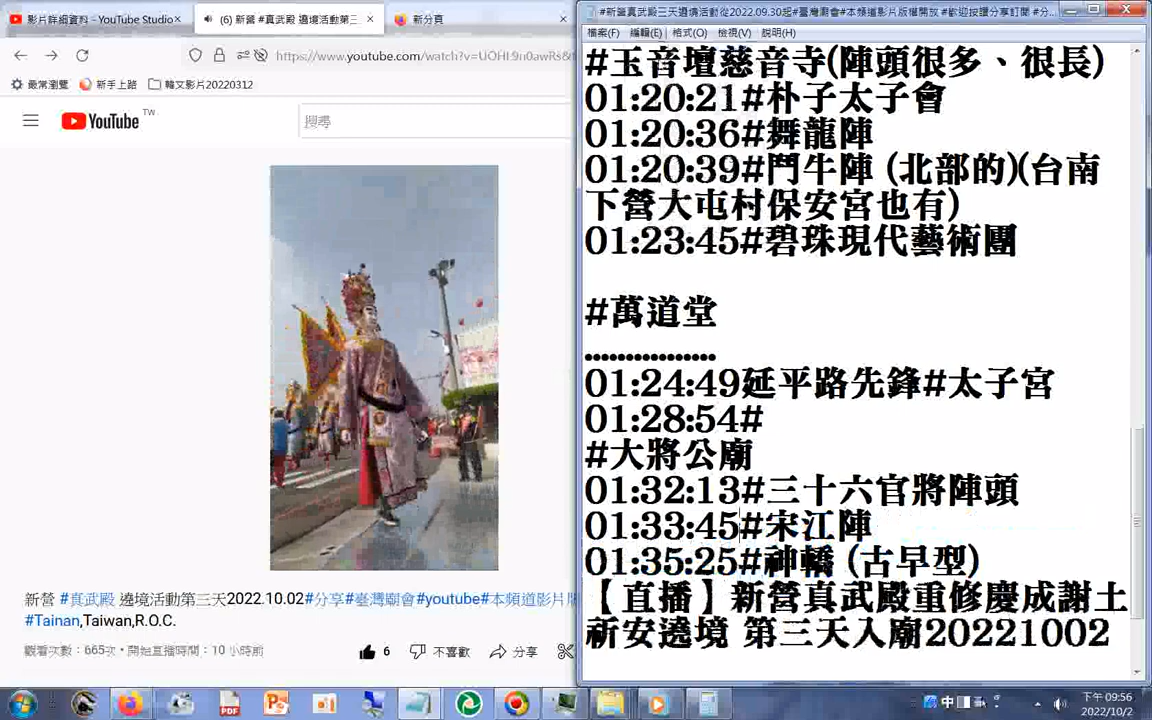 影片詳細資料 - YouTube Studio
(6) 新營 #真武殿 遶境活動第三
新分頁
https://www.youtube.com/watch?v=UOHL9n0awRs&
最常瀏覽
新手上路
韓文影片20220312
YouTube TW
搜尋
新營 #真武殿 遶境活動第三天2022.10.02#分享#臺灣廟會#youtube#本頻道影片版
#Tainan,Taiwan,R.O.C.
觀看次數：665次 • 開始直播時間：10 小時前
6
不喜歡
分享
#新營真武殿三天遶境活動從2022.09.30起#臺灣廟會#本頻道影片版權開放 #歡迎按讚分享訂閱 #分...
檔案(F) 編輯(E) 格式(O) 檢視(V) 說明(H)
#玉音壇慈音寺(陣頭很多、很長)
01:20:21#朴子太子會
01:20:36#舞龍陣
01:20:39#鬥牛陣 (北部的)(台南
下營大屯村保安宮也有)
01:23:45#碧珠現代藝術團
#萬道堂
................
01:24:49延平路先鋒#太子宮
01:28:54#
#大將公廟
01:32:13#三十六官將陣頭
01:33:45#宋江陣
01:35:25#神轎 (古早型)
【直播】新營真武殿重修慶成謝土
祈安遶境 第三天入廟20221002
中
下午 09:56
2022/10/2